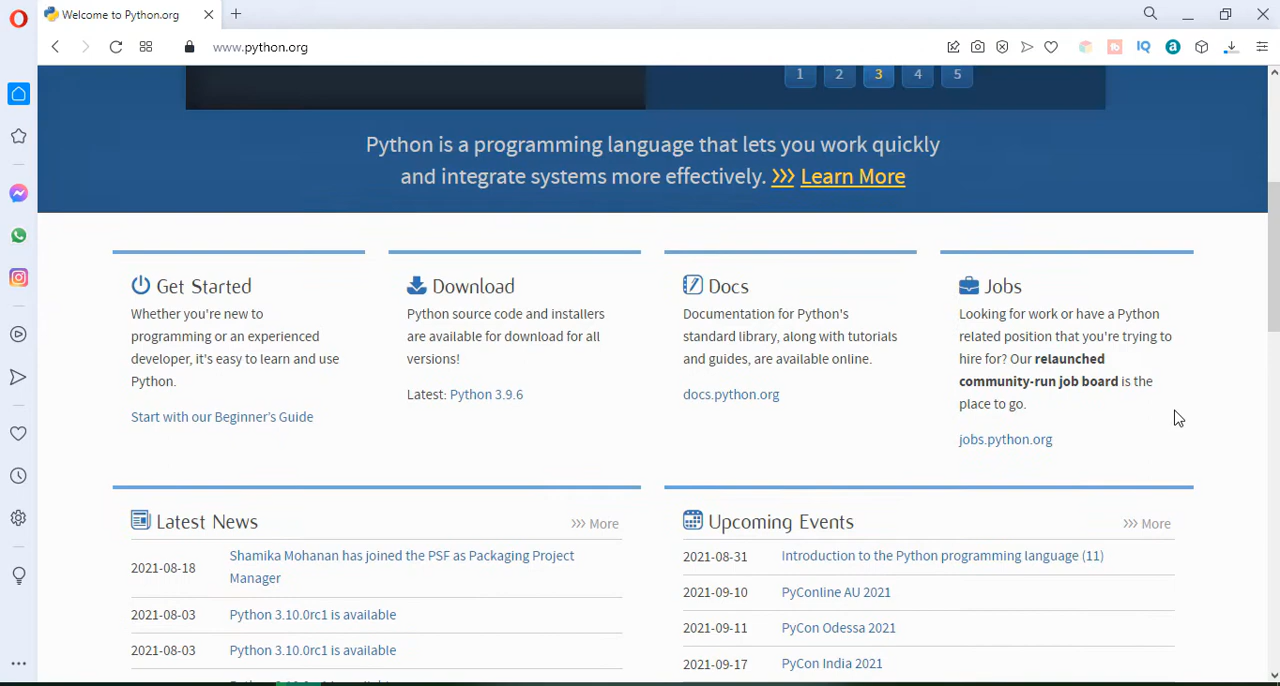 Welcome to Python.org
www.python.org
IQ
a
1 2 3 4 5
Python is a programming language that lets you work quickly
and integrate systems more effectively. >>> Learn More
Get Started
Whether you're new to
programming or an experienced
developer, it's easy to learn and use
Python.
Start with our Beginner’s Guide
Download
Python source code and installers
are available for download for all
versions!
Latest: Python 3.9.6
Docs
Documentation for Python's
standard library, along with tutorials
and guides, are available online.
docs.python.org
Jobs
Looking for work or have a Python
related position that you're trying to
hire for? Our relaunched
community-run job board is the
place to go.
jobs.python.org
Latest News
>>> More
2021-08-18 Shamika Mohanan has joined the PSF as Packaging Project
Manager
2021-08-03 Python 3.10.0rc1 is available
2021-08-03 Python 3.10.0rc1 is available
Upcoming Events
>>> More
2021-08-31 Introduction to the Python programming language (11)
2021-09-10 PyConline AU 2021
2021-09-11 PyCon Odessa 2021
2021-09-17 PyCon India 2021